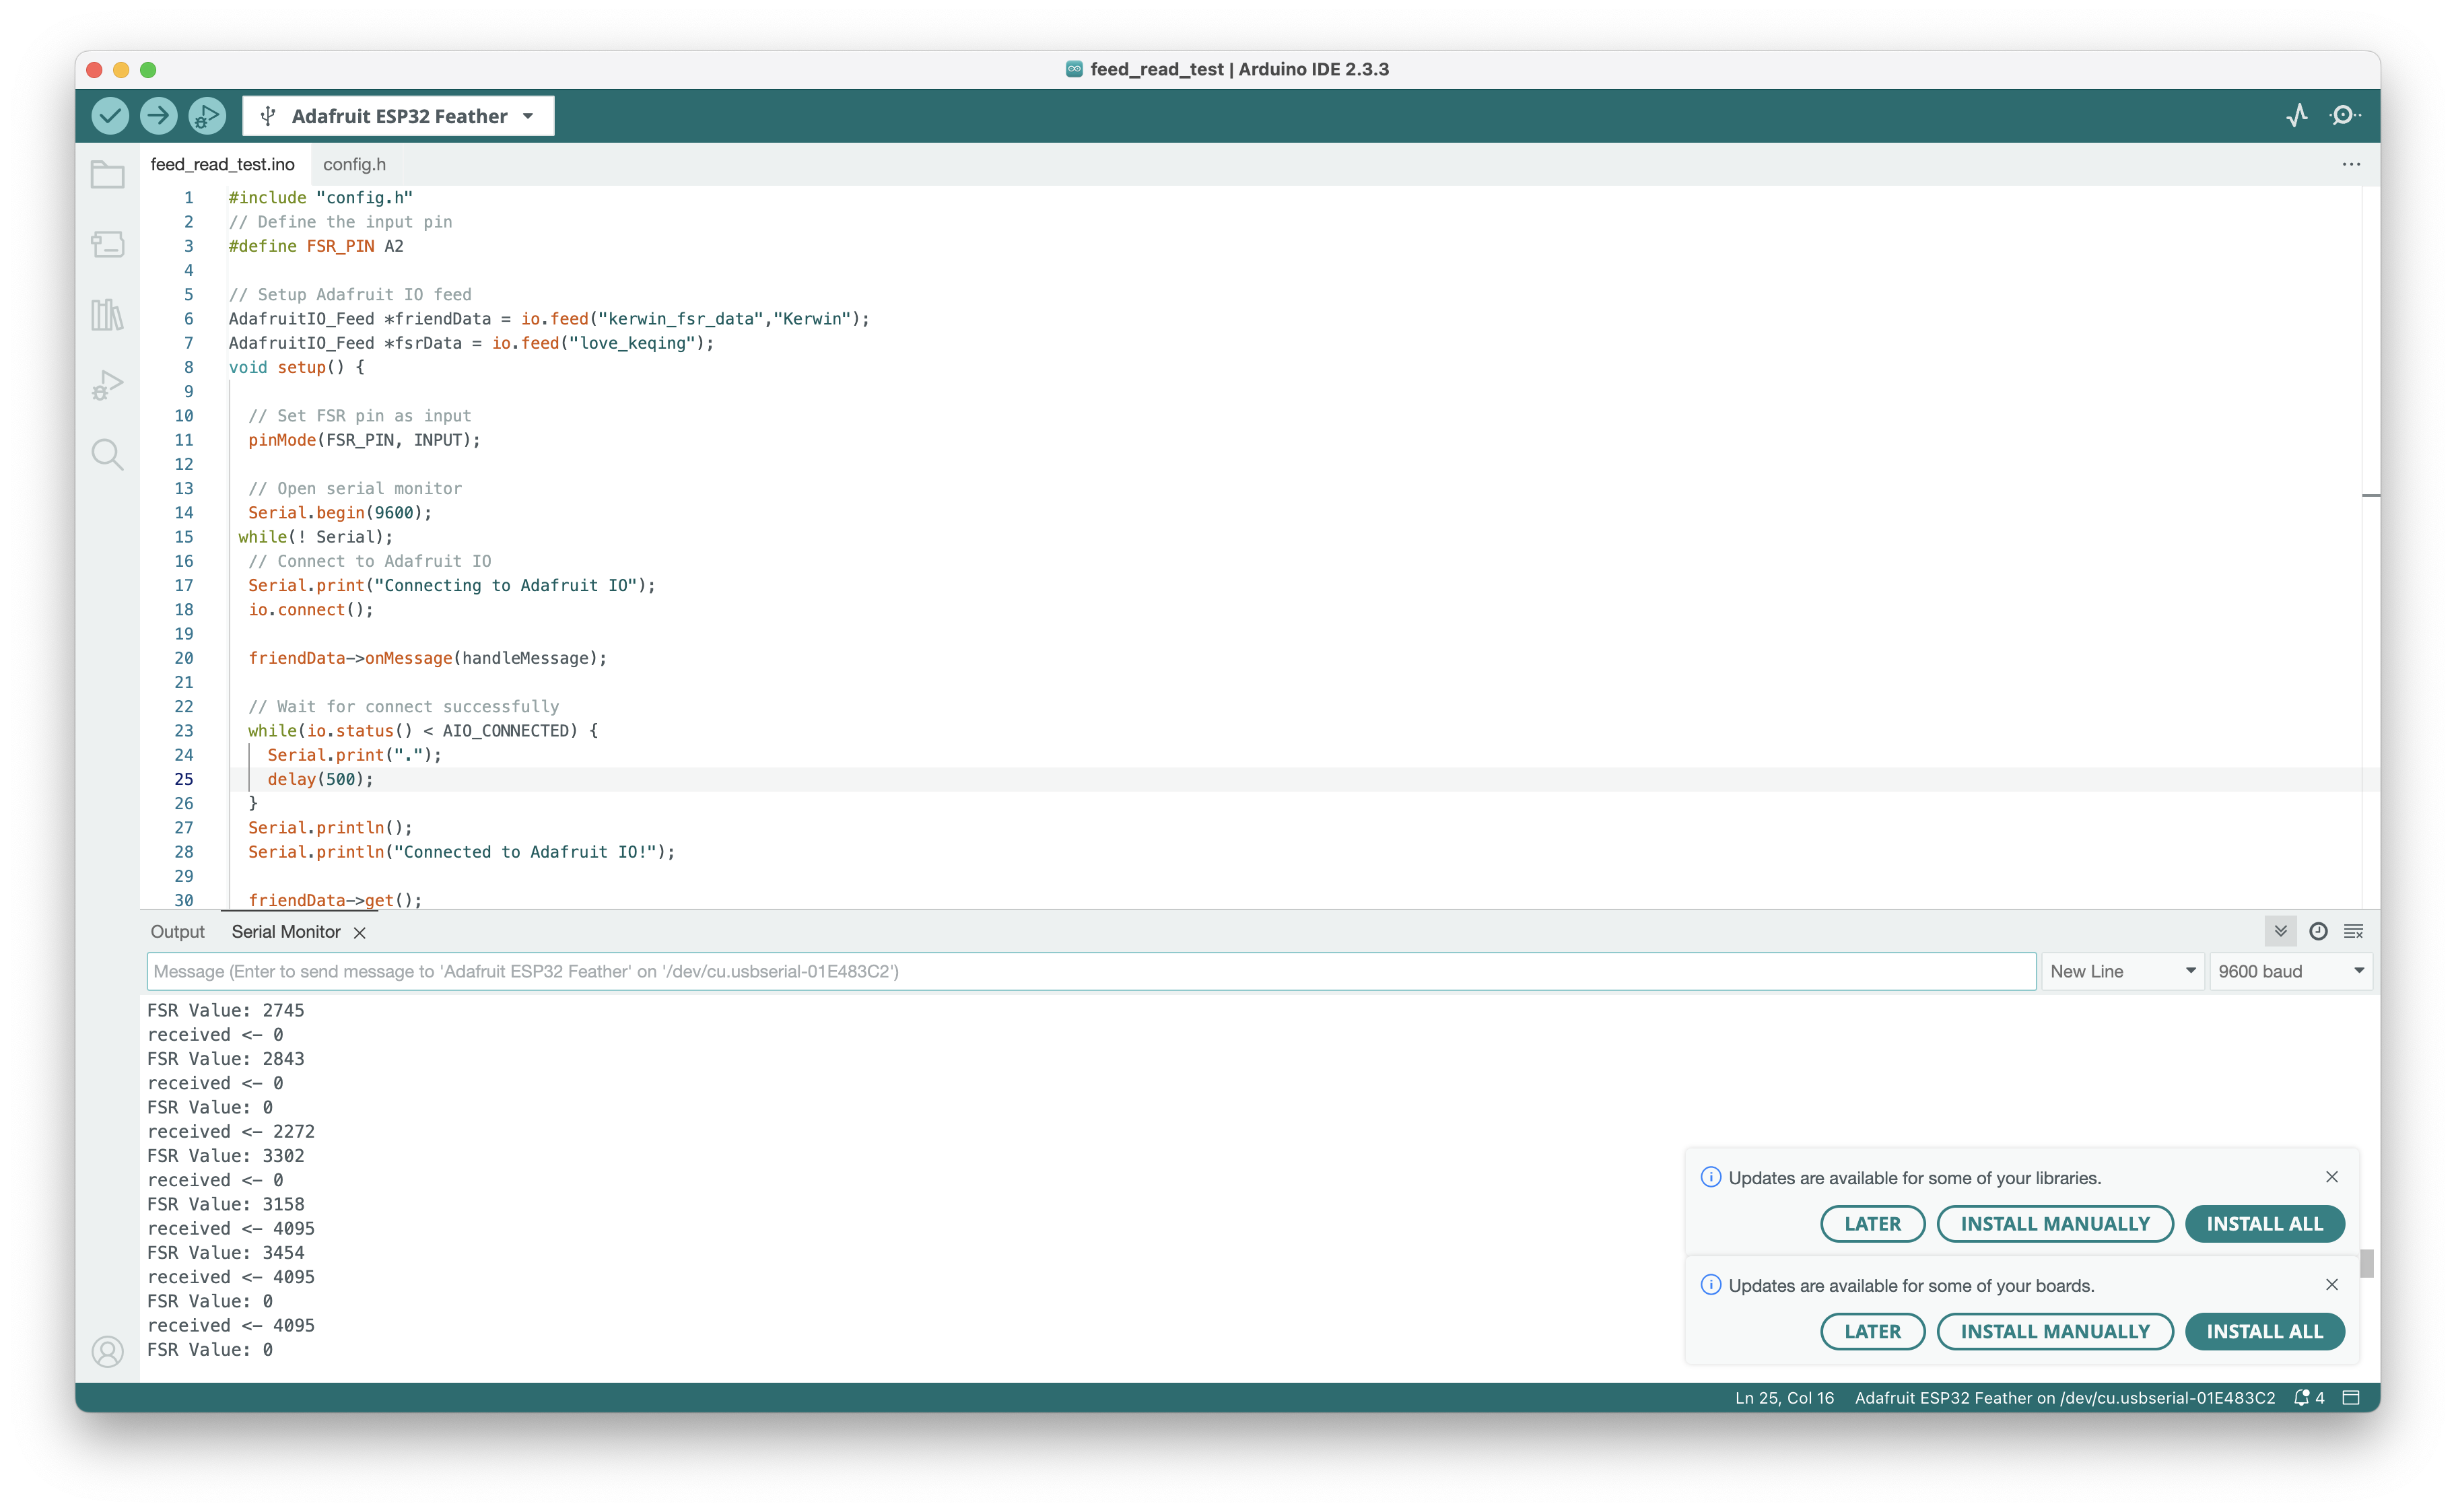 feed_read_test | Arduino IDE 2.3.3
Adafruit ESP32 Feather
feed_read_test.ino config.h
1 #include "config.h"
2 // Define the input pin
3 #define FSR_PIN A2
4
5 // Setup Adafruit IO feed
6 AdafruitIO_Feed *friendData = io.feed("kerwin_fsr_data","Kerwin");
7 AdafruitIO_Feed *fsrData = io.feed("love_keqing");
8 void setup() {
9
10 // Set FSR pin as input
11 pinMode(FSR_PIN, INPUT);
12
13 // Open serial monitor
14 Serial.begin(9600);
15 while(! Serial);
16 // Connect to Adafruit IO
17 Serial.print("Connecting to Adafruit IO");
18 io.connect();
19
20 friendData->onMessage(handleMessage);
21
22 // Wait for connect successfully
23 while(io.status() < AIO_CONNECTED) {
24 Serial.print(".");
25 delay(500);
26 }
27 Serial.println();
28 Serial.println("Connected to Adafruit IO!");
29
30 friendData->get();
Output Serial Monitor
Message (Enter to send message to 'Adafruit ESP32 Feather' on '/dev/cu.usbserial-01E483C2')
New Line
9600 baud
FSR Value: 2745
received <- 0
FSR Value: 2843
received <- 0
FSR Value: 0
received <- 2272
FSR Value: 3302
received <- 0
FSR Value: 3158
received <- 4095
FSR Value: 3454
received <- 4095
FSR Value: 0
received <- 4095
FSR Value: 0
Updates are available for some of your libraries.
LATER INSTALL MANUALLY INSTALL ALL
Updates are available for some of your boards.
LATER INSTALL MANUALLY INSTALL ALL
Ln 25, Col 16 Adafruit ESP32 Feather on /dev/cu.usbserial-01E483C2 4